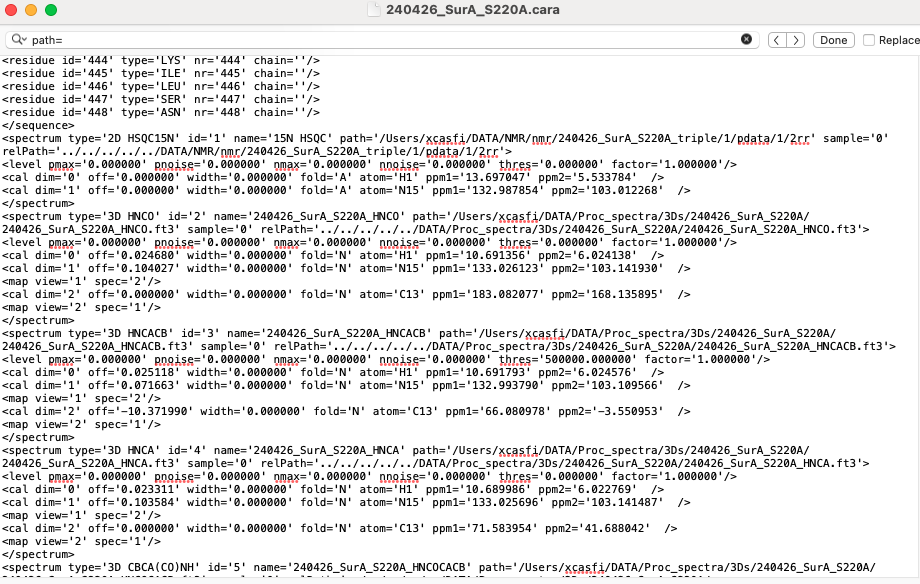 240426_SurA_S220A.cara
path=
Done
Replace
<residue id='444' type='LYS' nr='444' chain=''/>
<residue id='445' type='ILE' nr='445' chain=''/>
<residue id='446' type='LEU' nr='446' chain=''/>
<residue id='447' type='SER' nr='447' chain=''/>
<residue id='448' type='ASN' nr='448' chain=''/>
</sequence>
<spectrum type='2D HSQC15N' id='1' name='15N HSQC' path='/Users/xcasfi/DATA/NMR/nmr/240426_SurA_S220A_triple/1/pdata/1/2rr' sample='0'
relPath='../../../../../DATA/NMR/nmr/240426_SurA_S220A_triple/1/pdata/1/2rr'>
<level pmax='0.000000' pnoise='0.000000' nmax='0.000000' nnoise='0.000000' thres='0.000000' factor='1.000000'/>
<cal dim='0' off='0.000000' width='0.000000' fold='A' atom='H1' ppm1='13.697047' ppm2='5.533784'  />
<cal dim='1' off='0.000000' width='0.000000' fold='A' atom='N15' ppm1='132.987854' ppm2='103.012268'  />
</spectrum>
<spectrum type='3D HNCO' id='2' name='240426_SurA_S220A_HNCO' path='/Users/xcasfi/DATA/Proc_spectra/3Ds/240426_SurA_S220A/
240426_SurA_S220A_HNCO.ft3' sample='0' relPath='../../../../../DATA/Proc_spectra/3Ds/240426_SurA_S220A/240426_SurA_S220A_HNCO.ft3'>
<level pmax='0.000000' pnoise='0.000000' nmax='0.000000' nnoise='0.000000' thres='0.000000' factor='1.000000'/>
<cal dim='0' off='0.024680' width='0.000000' fold='N' atom='H1' ppm1='10.691356' ppm2='6.024138'  />
<cal dim='1' off='0.104027' width='0.000000' fold='N' atom='N15' ppm1='133.026123' ppm2='103.141930'  />
<map view='1' spec='2'/>
<cal dim='2' off='0.000000' width='0.000000' fold='N' atom='C13' ppm1='183.082077' ppm2='168.135895'  />
<map view='2' spec='1'/>
</spectrum>
<spectrum type='3D HNCACB' id='3' name='240426_SurA_S220A_HNCACB' path='/Users/xcasfi/DATA/Proc_spectra/3Ds/240426_SurA_S220A/
240426_SurA_S220A_HNCACB.ft3' sample='0' relPath='../../../../../DATA/Proc_spectra/3Ds/240426_SurA_S220A/240426_SurA_S220A_HNCACB.ft3'>
<level pmax='0.000000' pnoise='0.000000' nmax='0.000000' nnoise='0.000000' thres='500000.000000' factor='1.000000'/>
<cal dim='0' off='0.025118' width='0.000000' fold='N' atom='H1' ppm1='10.691793' ppm2='6.024576'  />
<cal dim='1' off='0.071663' width='0.000000' fold='N' atom='N15' ppm1='132.993790' ppm2='103.109566'  />
<map view='1' spec='2'/>
<cal dim='2' off='-10.371990' width='0.000000' fold='N' atom='C13' ppm1='66.080978' ppm2='-3.550953'  />
<map view='2' spec='1'/>
</spectrum>
<spectrum type='3D HNCA' id='4' name='240426_SurA_S220A_HNCA' path='/Users/xcasfi/DATA/Proc_spectra/3Ds/240426_SurA_S220A/
240426_SurA_S220A_HNCA.ft3' sample='0' relPath='../../../../../DATA/Proc_spectra/3Ds/240426_SurA_S220A/240426_SurA_S220A_HNCA.ft3'>
<level pmax='0.000000' pnoise='0.000000' nmax='0.000000' nnoise='0.000000' thres='0.000000' factor='1.000000'/>
<cal dim='0' off='0.023311' width='0.000000' fold='N' atom='H1' ppm1='10.689986' ppm2='6.022769'  />
<cal dim='1' off='0.103584' width='0.000000' fold='N' atom='N15' ppm1='133.025696' ppm2='103.141487'  />
<map view='1' spec='2'/>
<cal dim='2' off='0.000000' width='0.000000' fold='N' atom='C13' ppm1='71.583954' ppm2='41.688042'  />
<map view='2' spec='1'/>
</spectrum>
<spectrum type='3D CBCA(CO)NH' id='5' name='240426_SurA_S220A_HNCOCACB' path='/Users/xcasfi/DATA/Proc_spectra/3Ds/240426_SurA_S220A/